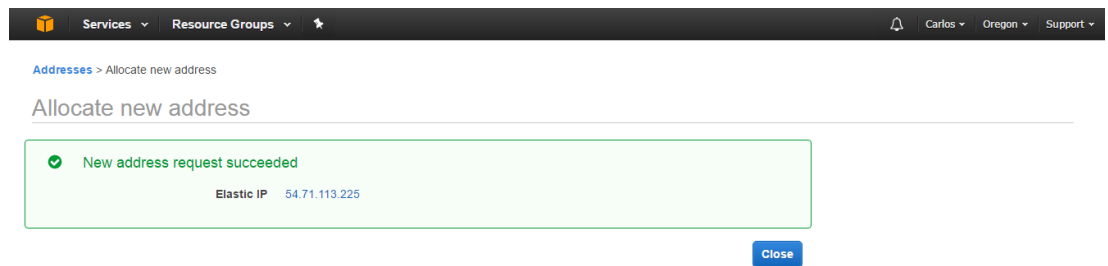 Services Resource Groups Carlos Oregon Support
Addresses > Allocate new address
Allocate new address
New address request succeeded
Elastic IP 54.71.113.225
Close